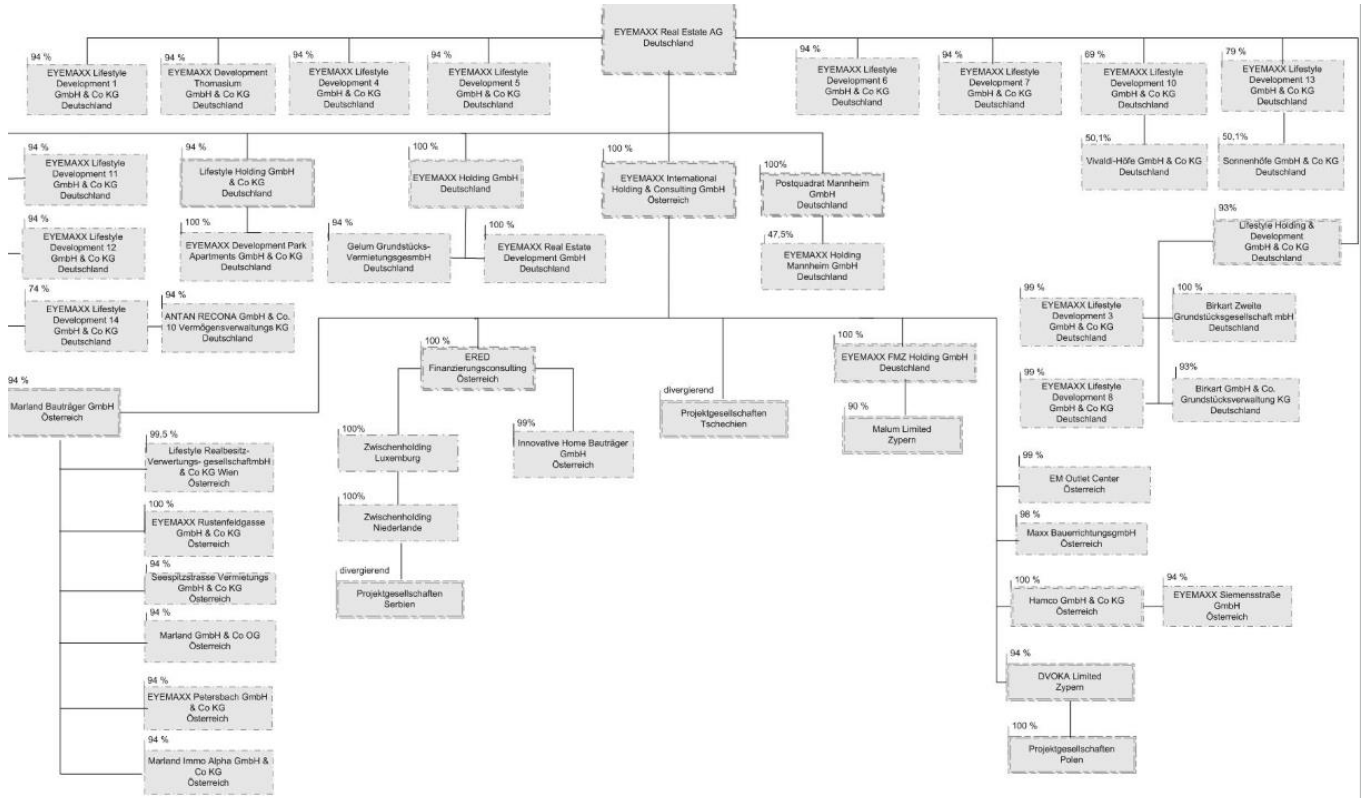 EYEMAXX Real Estate AG
Deutschland
94 %
EYEMAXX Lifestyle
Development 1
GmbH & Co KG
Deutschland
94 %
EYEMAXX Development
Thomasium
GmbH & Co KG
Deutschland
94 %
EYEMAXX Lifestyle
Development 4
GmbH & Co KG
Deutschland
94 %
EYEMAXX Lifestyle
Development 5
GmbH & Co KG
Deutschland
94 %
EYEMAXX Lifestyle
Development 6
GmbH & Co KG
Deutschland
94 %
EYEMAXX Lifestyle
Development 7
GmbH & Co KG
Deutschland
69 %
EYEMAXX Lifestyle
Development 10
GmbH & Co KG
Deutschland
79 %
EYEMAXX Lifestyle
Development 13
GmbH & Co KG
Deutschland
50,1%
Vivaldi-Höfe GmbH & Co KG
Deutschland
50,1%
Sonnenhöfe GmbH & Co KG
Deutschland
94 %
EYEMAXX Lifestyle
Development 11
GmbH & Co KG
Deutschland
94 %
Lifestyle Holding GmbH
& Co KG
Deutschland
100 %
EYEMAXX Holding GmbH
Deutschland
100 %
EYEMAXX International
Holding & Consulting GmbH
Österreich
100%
Postquadrat Mannheim
GmbH
Deutschland
93%
Lifestyle Holding &
Development
GmbH & Co KG
Deutschland
94 %
EYEMAXX Lifestyle
Development 12
GmbH & Co KG
Deutschland
100 %
EYEMAXX Development Park
Apartments GmbH & Co KG
Deutschland
94 %
Gelum Grundstücks-
VermietungsgesmbH
Deutschland
100 %
EYEMAXX Real Estate
Development GmbH
Deutschland
47,5%
EYEMAXX Holding
Mannheim GmbH
Deutschland
74 %
EYEMAXX Lifestyle
Development 14
GmbH & Co KG
Deutschland
94 %
ANTAN RECONA GmbH & Co.
10 Vermögensverwaltungs KG
Deutschland
99 %
EYEMAXX Lifestyle
Development 3
GmbH & Co KG
Deutschland
100 %
Birkart Zweite
Grundstücksgesellschaft mbH
Deutschland
99 %
EYEMAXX Lifestyle
Development 8
GmbH & Co KG
Deutschland
93%
Birkart GmbH & Co.
Grundstücksverwaltung KG
Deutschland
94 %
Marland Bauträger GmbH
Österreich
100 %
ERED
Finanzierungsconsulting
Österreich
divergierend
Projektgesellschaften
Tschechien
100 %
EYEMAXX FMZ Holding GmbH
Deustchland
90 %
Malum Limited
Zypern
99,5 %
Lifestyle Realbesitz-
Verwertungs- gesellschaftmbH
& Co KG Wien
Österreich
100%
Zwischenholding
Luxemburg
99%
Innovative Home Bauträger
GmbH
Österreich
99 %
EM Outlet Center
Österreich
100 %
EYEMAXX Rustenfeldgasse
GmbH & Co KG
Österreich
100%
Zwischenholding
Niederlande
98 %
Maxx BauerrichtungsgmbH
Österreich
94 %
Seespitzstrasse Vermietungs
GmbH & Co KG
Österreich
divergierend
Projektgesellschaften
Serbien
100 %
Hamco GmbH & Co KG
Österreich
94 %
EYEMAXX Siemensstraße
GmbH
Österreich
94 %
Marland GmbH & Co OG
Österreich
94 %
DVOKA Limited
Zypern
94 %
EYEMAXX Petersbach GmbH
& Co KG
Österreich
100 %
Projektgesellschaften
Polen
94 %
Marland Immo Alpha GmbH &
Co KG
Österreich